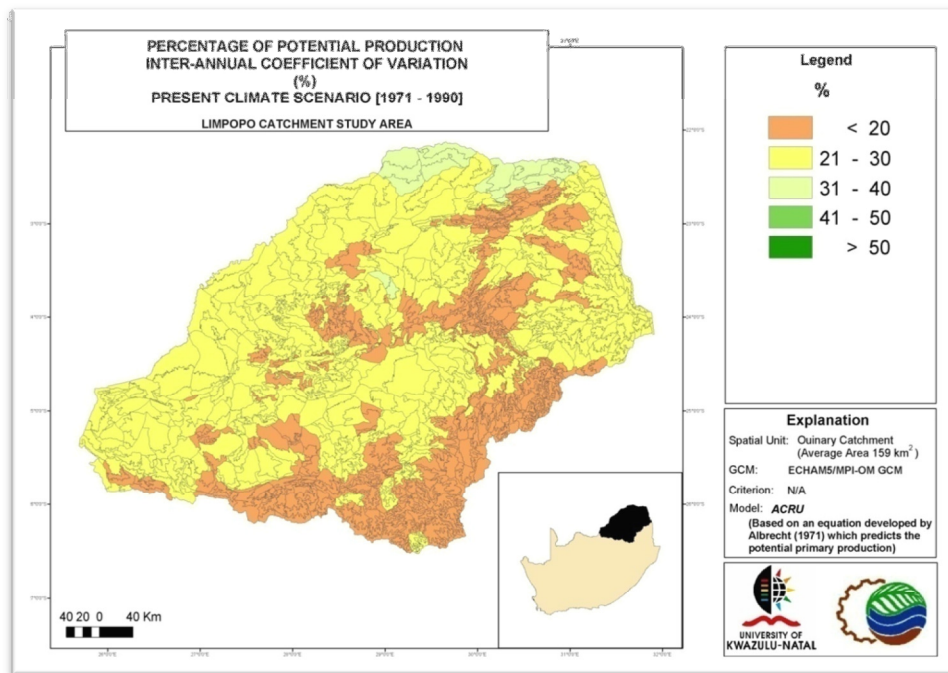 PERCENTAGE OF POTENTIAL PRODUCTION
INTER-ANNUAL COEFFICIENT OF VARIATION
(%)
PRESENT CLIMATE SCENARIO [1971 - 1990]
LIMPOPO CATCHMENT STUDY AREA
Legend
%
< 20
21 - 30
31 - 40
41 - 50
> 50
Explanation
Spatial Unit: Quinary Catchment
(Average Area 159 km²)
GCM: ECHAM5/MPI-OM GCM
Criterion: N/A
Model: ACRU
(Based on an equation developed by
Albrecht (1971) which predicts the
potential primary production)
40 20 0 40 Km
UNIVERSITY OF
KWAZULU-NATAL